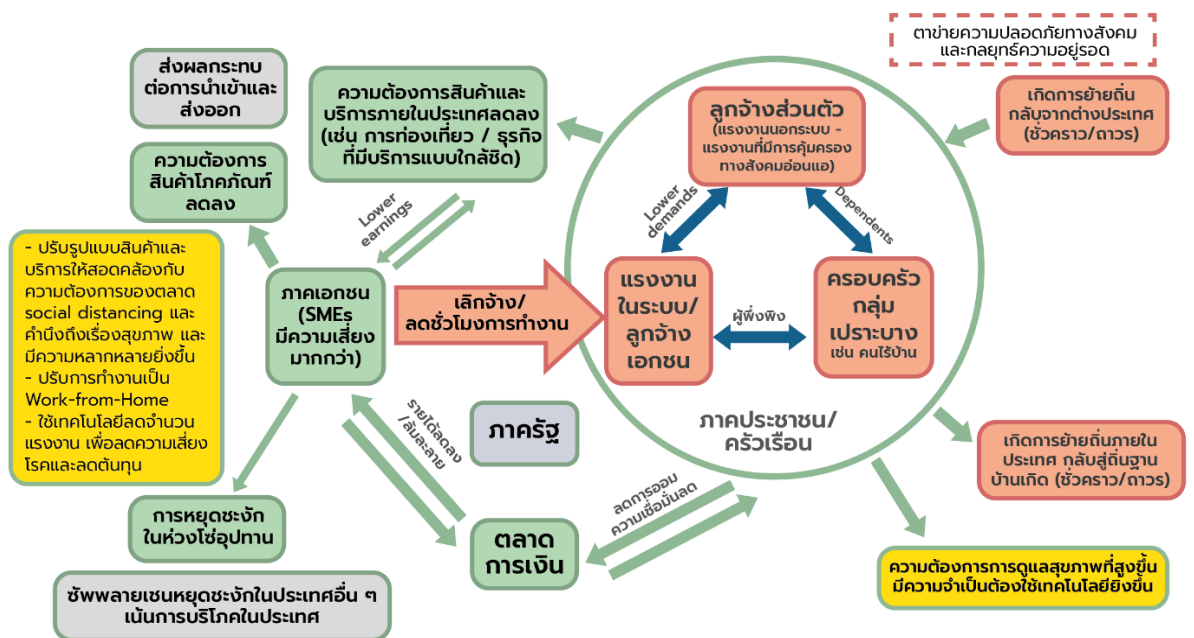 ตาข่ายความปลอดภัยทางสังคม
และกลยุทธ์ความอยู่รอด
ส่งผลกระทบ
ต่อการนำเข้าและ
ส่งออก
ความต้องการสินค้าและ
บริการภายในประเทศลดลง
(เช่น การท่องเที่ยว / ธุรกิจ
ที่มีบริการแบบใกล้ชิด)
ลูกจ้างส่วนตัว
(แรงงานนอกระบบ -
แรงงานที่มีการคุ้มครอง
ทางสังคมอ่อนแอ)
เกิดการย้ายถิ่น
กลับจากต่างประเทศ
(ชั่วคราว/ถาวร)
ความต้องการ
สินค้าโภคภัณฑ์
ลดลง
Lower
earnings
Lower
demands
Dependents
- ปรับรูปแบบสินค้าและ
บริการให้สอดคล้องกับ
ความต้องการของตลาด
social distancing และ
คำนึงถึงเรื่องสุขภาพ และ
มีความหลากหลายยิ่งขึ้น
- ปรับการทำงานเป็น
Work-from-Home
- ใช้เทคโนโลยีลดจำนวน
แรงงาน เพื่อลดความเสี่ยง
โรคและลดต้นทุน
ภาคเอกชน
(SMEs
มีความเสี่ยง
มากกว่า)
เลิกจ้าง/
ลดชั่วโมงการทำงาน
แรงงาน
ในระบบ/
ลูกจ้าง
เอกชน
ผู้พึ่งพิง
ครอบครัว
กลุ่ม
เปราะบาง
เช่น คนไร้บ้าน
ภาคประชาชน/
ครัวเรือน
ภาครัฐ
รายได้ลดลง
/ล้มละลาย
ลดการออม
ความเชื่อมั่นลด
เกิดการย้ายถิ่นภายใน
ประเทศ กลับสู่ถิ่นฐาน
บ้านเกิด (ชั่วคราว/ถาวร)
การหยุดชะงัก
ในห่วงโซ่อุปทาน
ตลาด
การเงิน
ความต้องการการดูแลสุขภาพที่สูงขึ้น
มีความจำเป็นต้องใช้เทคโนโลยียิ่งขึ้น
ซัพพลายเชนหยุดชะงักในประเทศอื่น ๆ
เน้นการบริโภคในประเทศ